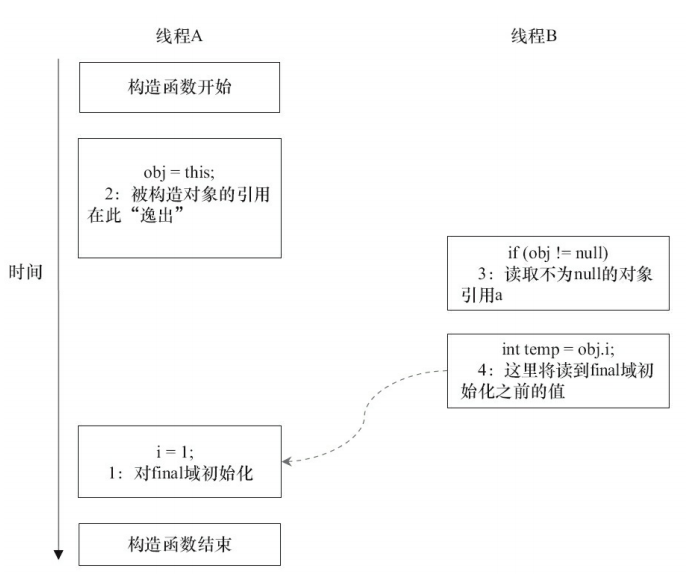 线程A
线程B
构造函数开始
obj = this;
2：被构造对象的引用
在此“逸出”
if (obj != null)
3：读取不为null的对象
引用a
时间
int temp = obj.i;
4：这里将读到final域初
始化之前的值
i = 1;
1：对final域初始化
构造函数结束